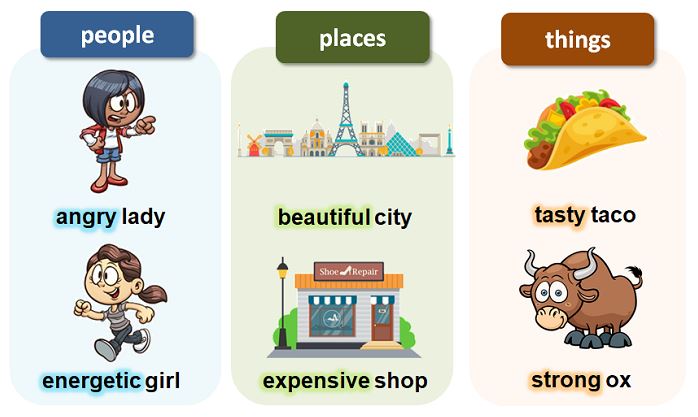 people
places
things
angry lady
beautiful city
tasty taco
Shoe Repair
energetic girl
expensive shop
strong ox